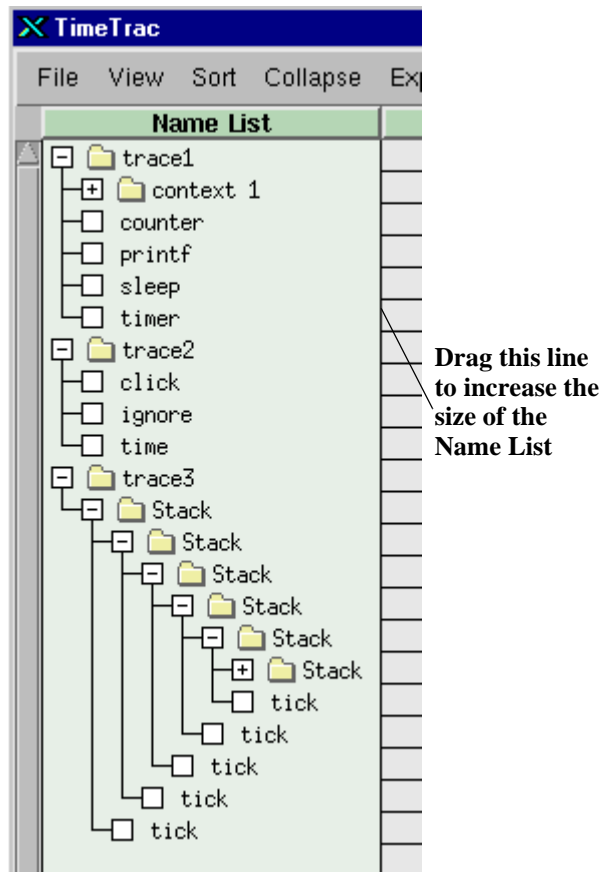 TimeTrac
File View Sort Collapse Exp
Name List
trace1
context 1
counter
printf
sleep
timer
trace2
click
ignore
time
trace3
Stack
Stack
Stack
Stack
Stack
Stack
tick
tick
tick
tick
tick
Drag this line
to increase the
size of the
Name List